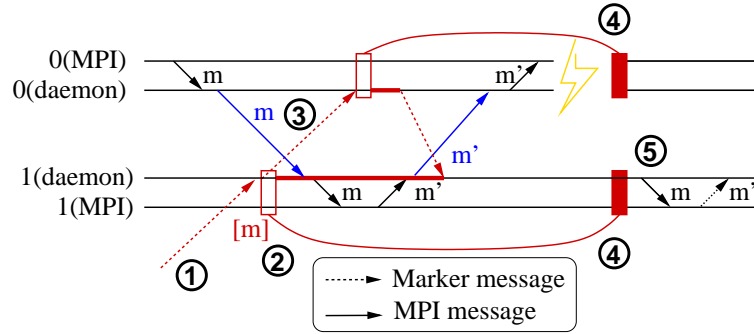 ④
0(MPI) m m'
0(daemon)
m ③
m'
⑤
1(daemon)
m m' m m'
1(MPI)
[m]
① ② ④
Marker message
MPI message